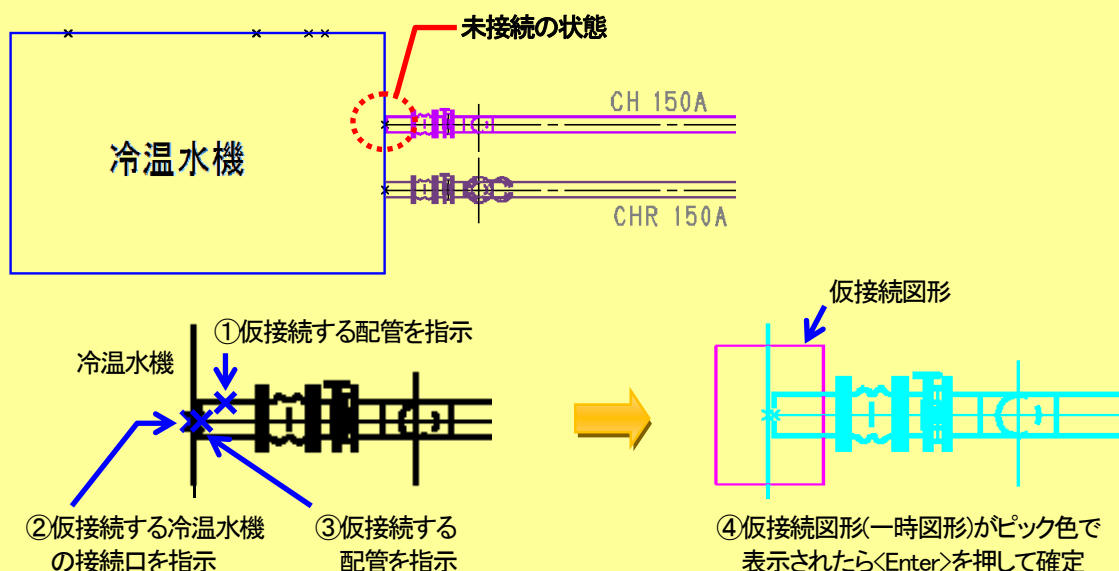 未接続の状態
CH 150A
冷温水機
CHR 150A
仮接続図形
①仮接続する配管を指示
冷温水機
②仮接続する冷温水機
の接続口を指示
③仮接続する
配管を指示
④仮接続図形(一時図形)がピック色で
表示されたら<Enter>を押して確定